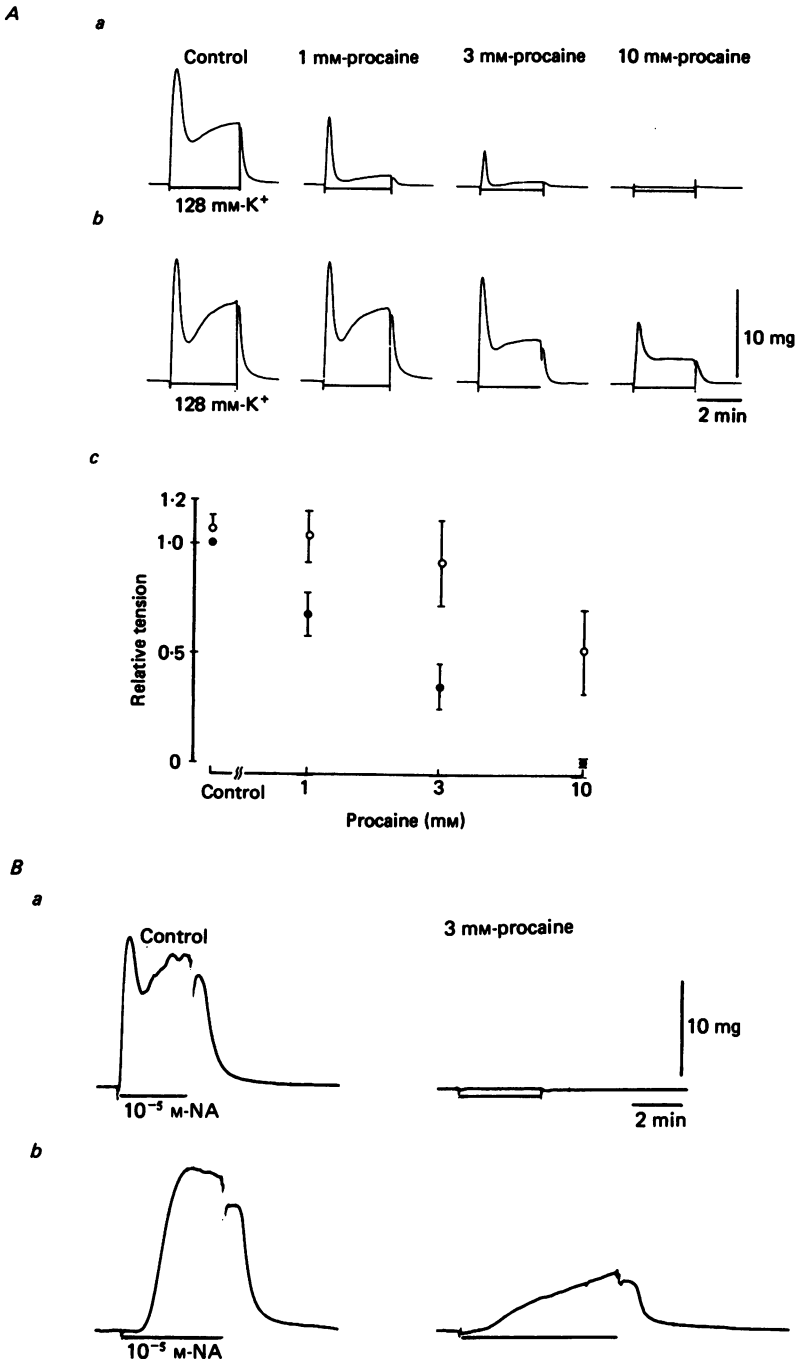 A
a
Control 1 mM-procaine 3 mM-procaine 10 mM-procaine
128 mM-K⁺
b
10 mg
128 mM-K⁺
2 min
c
1·2
1·0
Relative tension
0·5
0
Control 1 3 10
Procaine (mM)
B
a
Control 3 mM-procaine
10 mg
10⁻⁵ M-NA
2 min
b
10⁻⁵ M-NA